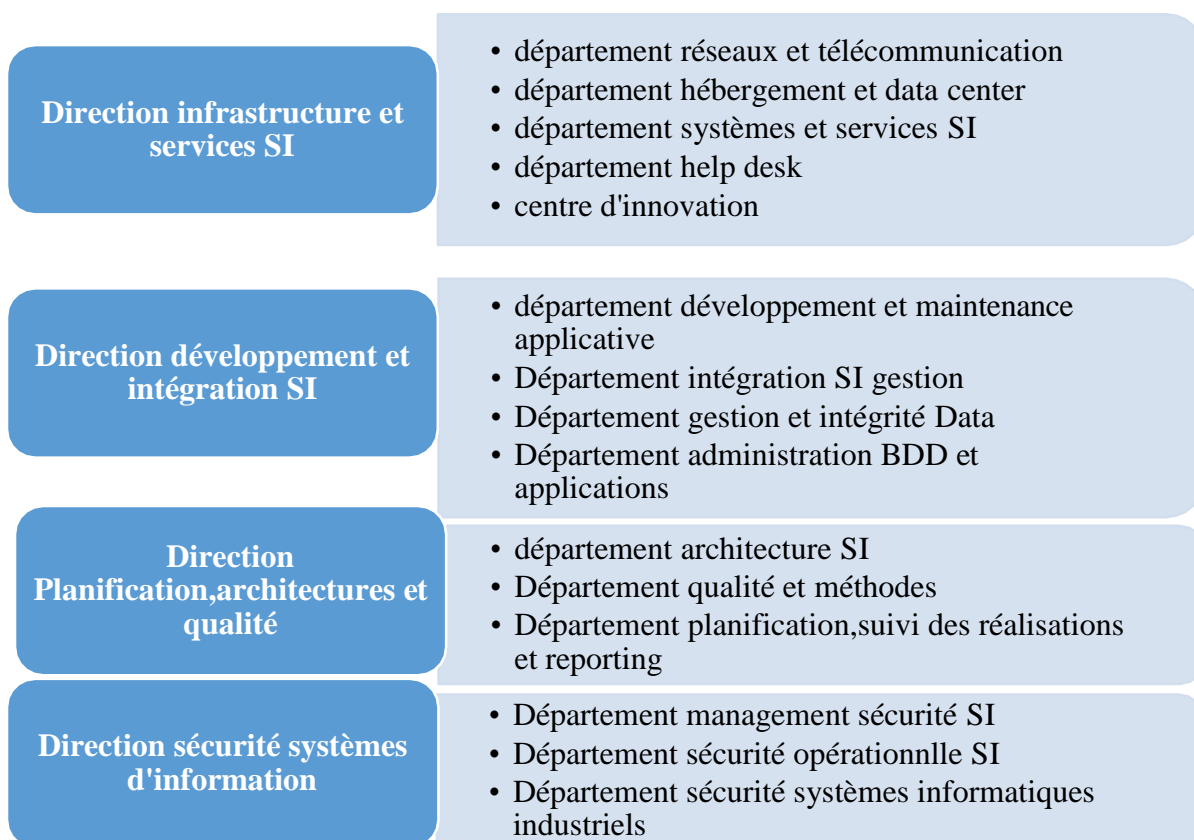 Direction infrastructure et
services SI
• département réseaux et télécommunication
• département hébergement et data center
• département systèmes et services SI
• département help desk
• centre d'innovation
Direction développement et
intégration SI
• département développement et maintenance
applicative
• Département intégration SI gestion
• Département gestion et intégrité Data
• Département administration BDD et
applications
Direction
Planification,architectures et
qualité
• département architecture SI
• Département qualité et méthodes
• Département planification,suivi des réalisations
et reporting
Direction sécurité systèmes
d'information
• Département management sécurité SI
• Département sécurité opérationnlle SI
• Département sécurité systèmes informatiques
industriels